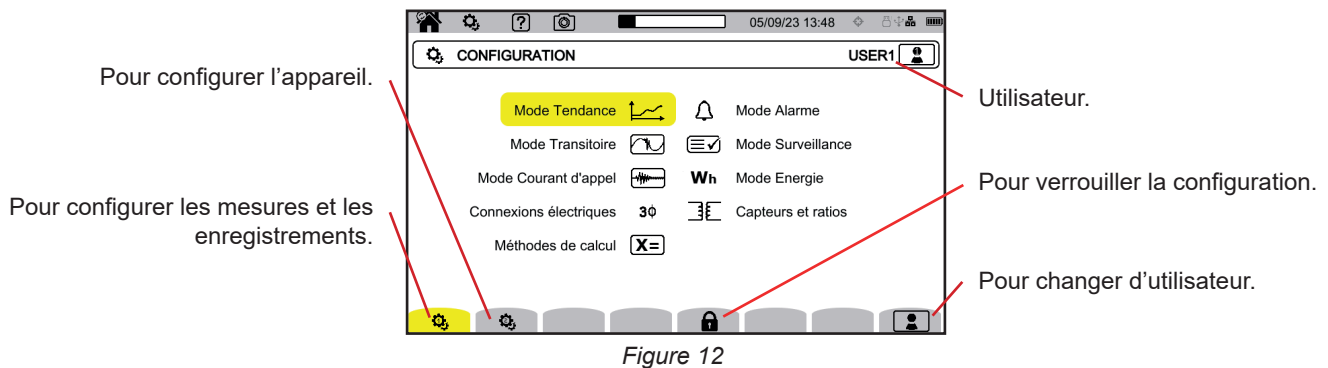 05/09/23 13:48
CONFIGURATION USER1
Pour configurer l'appareil.
Utilisateur.
Mode Tendance Mode Alarme
Mode Transitoire Mode Surveillance
Mode Courant d'appel Wh Mode Energie
Pour verrouiller la configuration.
Pour configurer les mesures et les
enregistrements.
Connexions électriques 3ϕ Capteurs et ratios
Méthodes de calcul X=
Pour changer d'utilisateur.
Figure 12